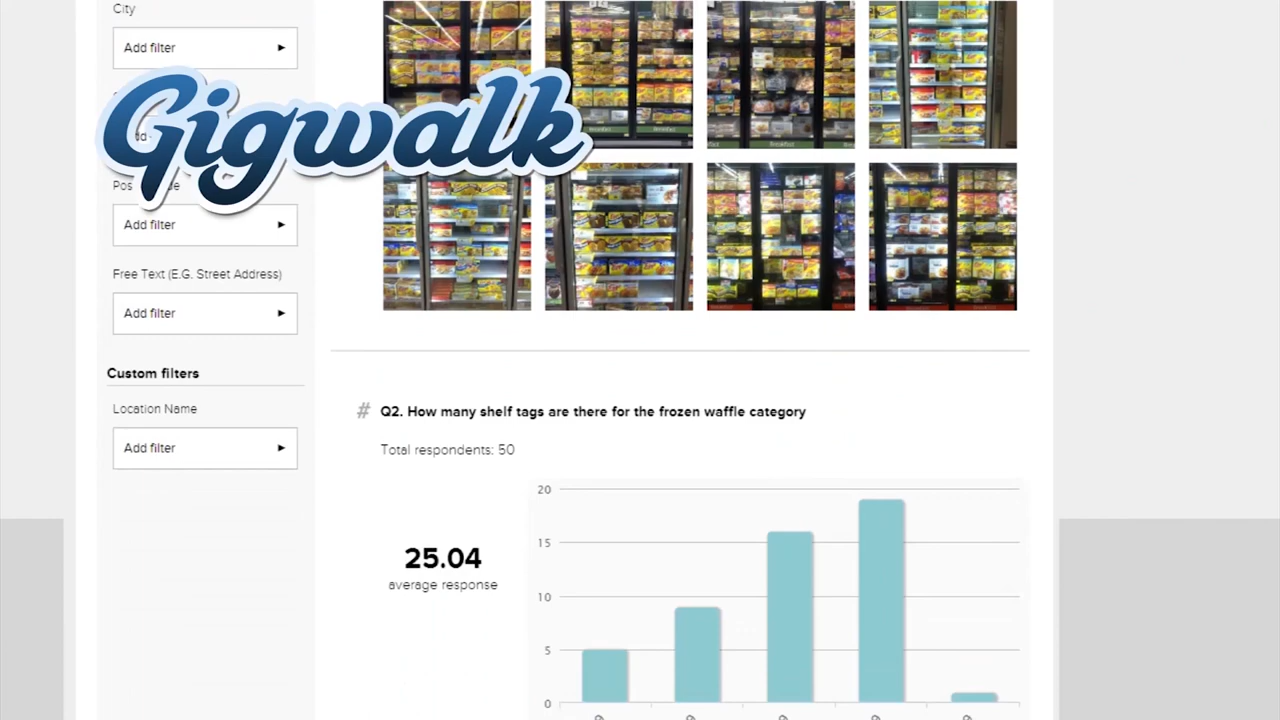 City
Add filter
Gigwalk
Add filter
Free Text (E.G. Street Address)
Add filter
Custom filters
Location Name
Add filter
# Q2. How many shelf tags are there for the frozen waffle category
Total respondents: 50
25.04
average response
20
15
10
5
0